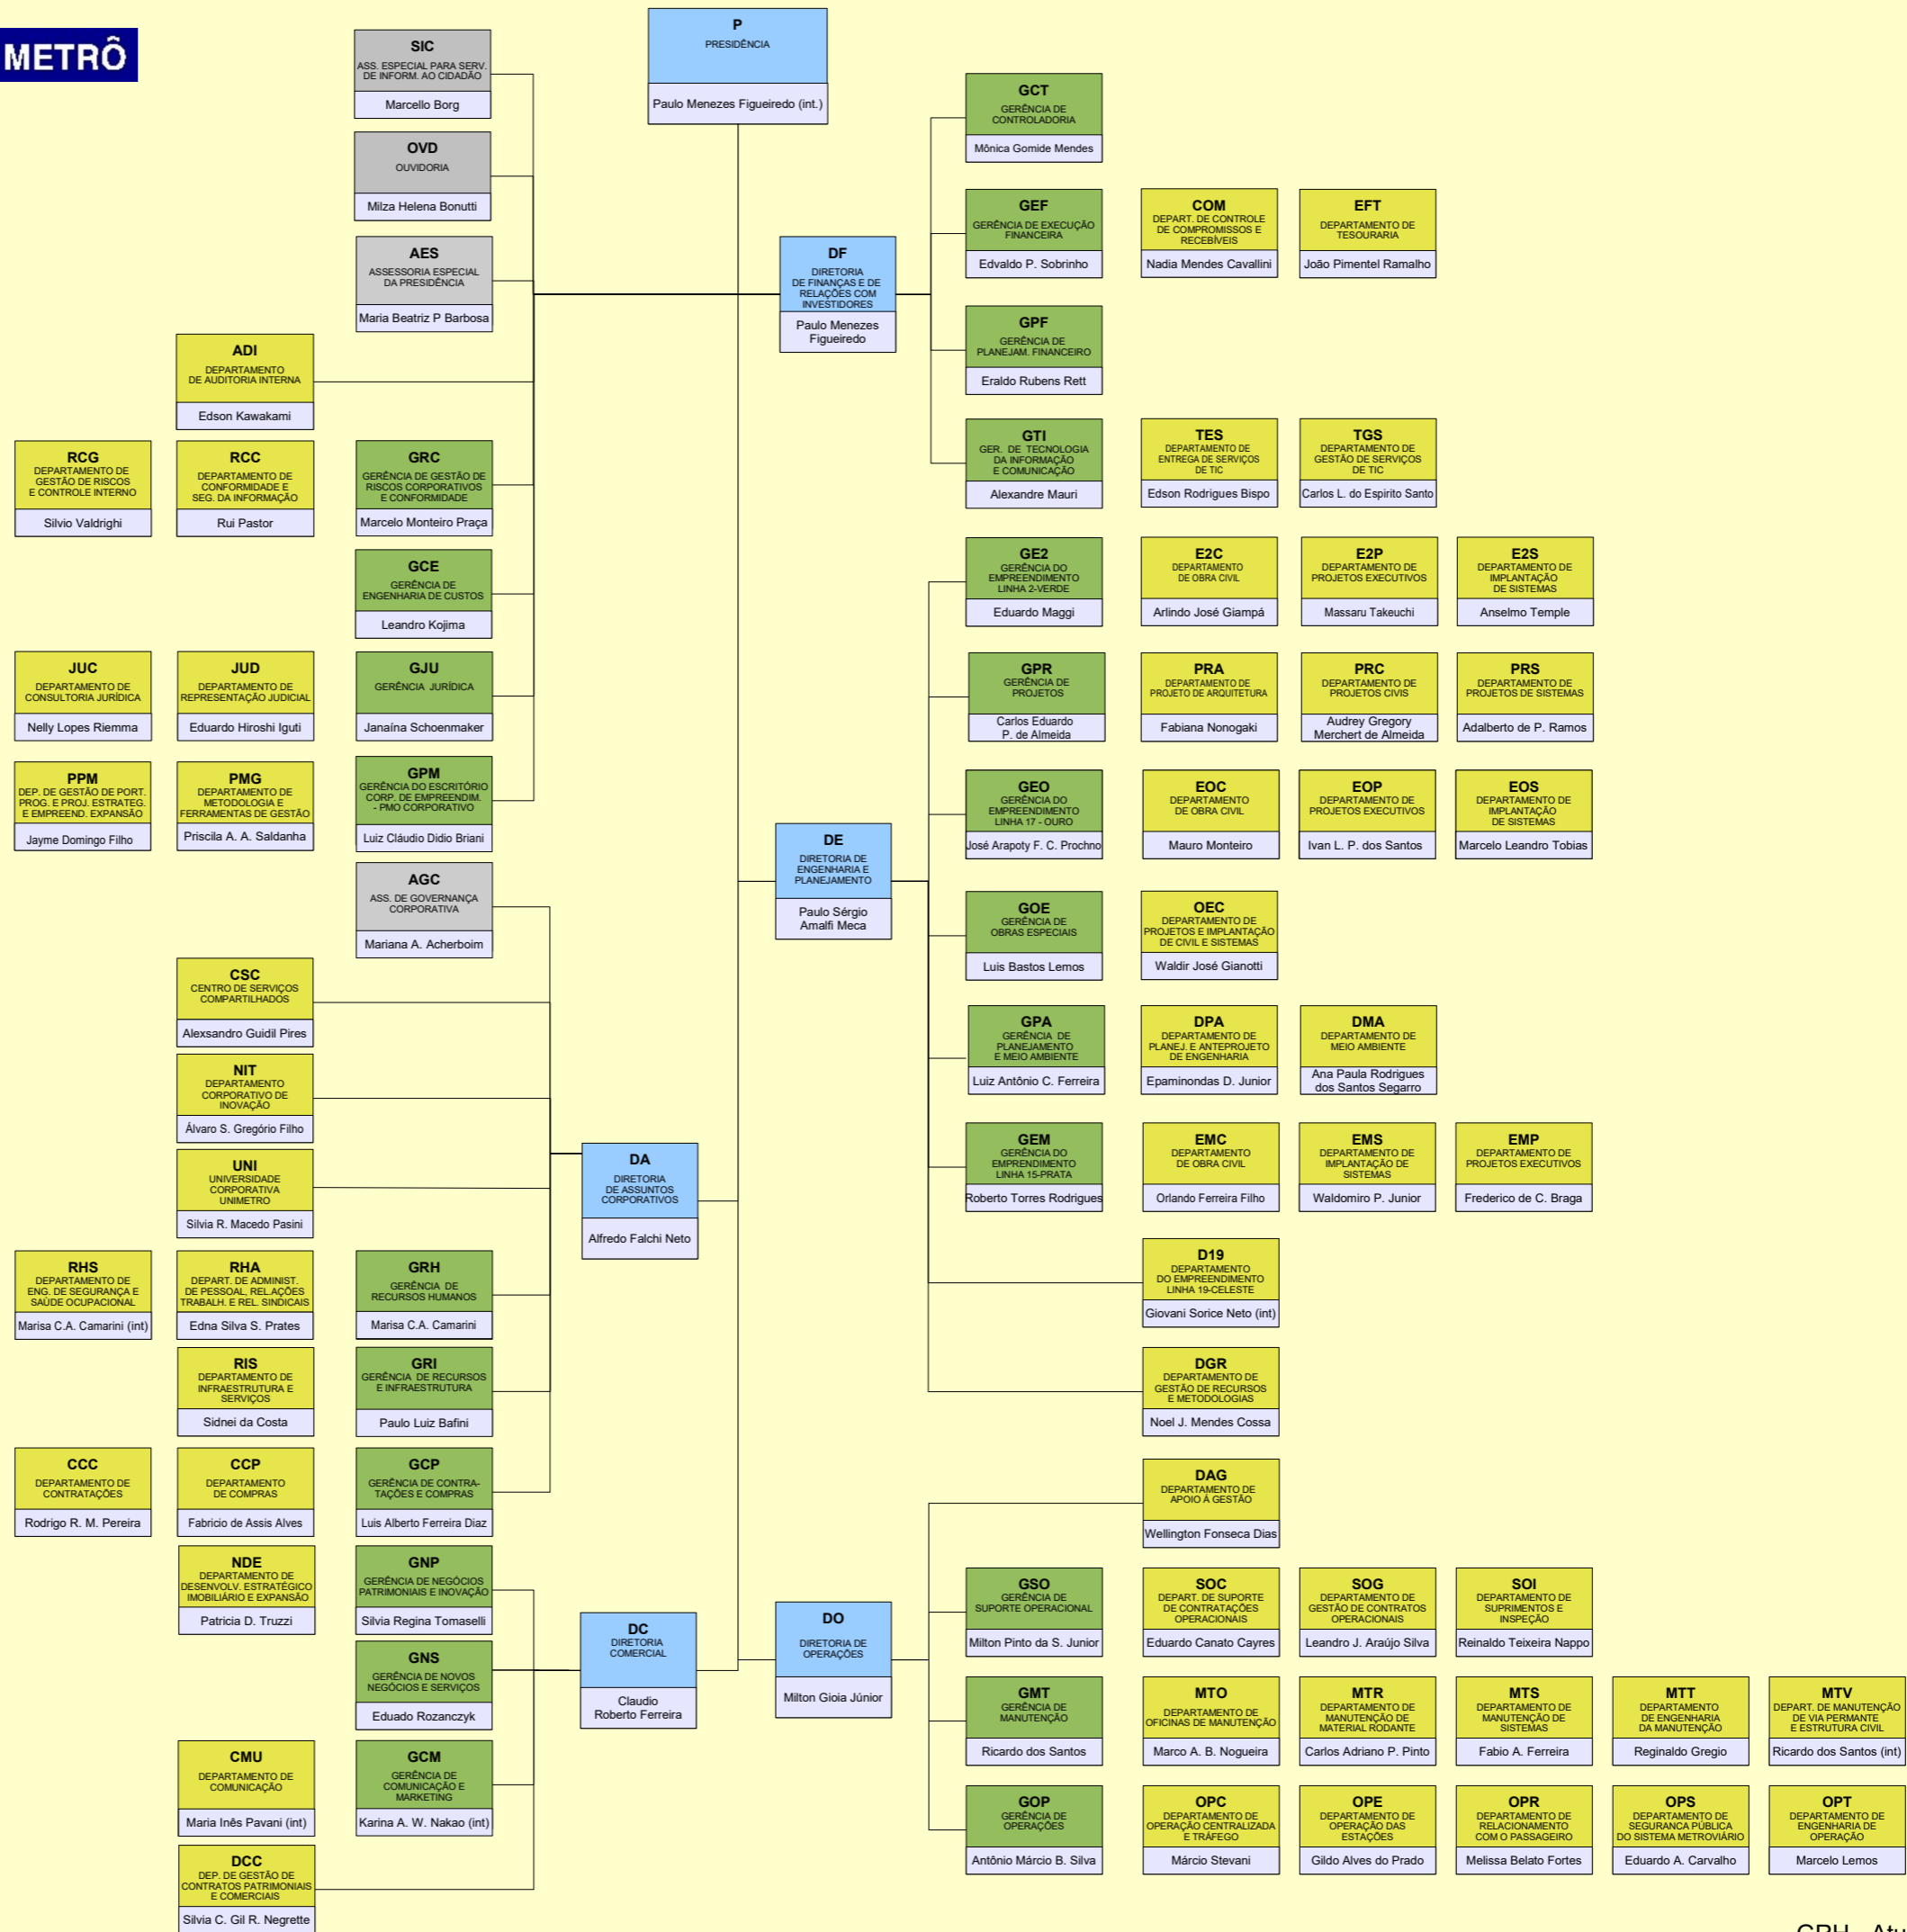 METRÔ
P
PRESIDÊNCIA
Paulo Menezes Figueiredo (int.)
SIC
ASS. ESPECIAL PARA SERV.
DE INFORM. AO CIDADÃO
Marcello Borg
OVD
OUVIDORIA
Milza Helena Bonutti
AES
ASSESSORIA ESPECIAL
DA PRESIDÊNCIA
Maria Beatriz P Barbosa
ADI
DEPARTAMENTO
DE AUDITORIA INTERNA
Edson Kawakami
RCG
DEPARTAMENTO DE
GESTÃO DE RISCOS
E CONTROLE INTERNO
Silvio Valdrighi
RCC
DEPARTAMENTO DE
CONFORMIDADE E
SEG. DA INFORMAÇÃO
Rui Pastor
GRC
GERÊNCIA DE GESTÃO DE
RISCOS CORPORATIVOS
E CONFORMIDADE
Marcelo Monteiro Praça
GCE
GERÊNCIA DE
ENGENHARIA DE CUSTOS
Leandro Kojima
JUC
DEPARTAMENTO DE
CONSULTORIA JURÍDICA
Nelly Lopes Riemma
JUD
DEPARTAMENTO DE
REPRESENTAÇÃO JUDICIAL
Eduardo Hiroshi Iguti
GJU
GERÊNCIA JURÍDICA
Janaína Schoenmaker
PPM
DEP. DE GESTÃO DE PORT.
PROG. E PROJ. ESTRATEG.
E EMPREEND. EXPANSÃO
Jayme Domingo Filho
PMG
DEPARTAMENTO DE
METODOLOGIA E
FERRAMENTAS DE GESTÃO
Priscila A. A. Saldanha
GPM
GERÊNCIA DO ESCRITÓRIO
CORP. DE EMPREENDIM.
- PMO CORPORATIVO
Luiz Cláudio Didio Briani
AGC
ASS. DE GOVERNANÇA
CORPORATIVA
Mariana A. Acherboim
CSC
CENTRO DE SERVIÇOS
COMPARTILHADOS
Alexsandro Guidil Pires
NIT
DEPARTAMENTO
CORPORATIVO DE
INOVAÇÃO
Álvaro S. Gregório Filho
UNI
UNIVERSIDADE
CORPORATIVA
UNIMETRO
Silvia R. Macedo Pasini
DA
DIRETORIA
DE ASSUNTOS
CORPORATIVOS
Alfredo Falchi Neto
RHS
DEPARTAMENTO DE
ENG. DE SEGURANÇA E
SAÚDE OCUPACIONAL
Marisa C.A. Camarini (int)
RHA
DEPART. DE ADMINIST.
DE PESSOAL, REL.AÇÕES
TRABALH. E REL. SINDICAIS
Edna Silva S. Prates
GRH
GERÊNCIA DE
RECURSOS HUMANOS
Marisa C.A. Camarini
RIS
DEPARTAMENTO DE
INFRAESTRUTURA E
SERVIÇOS
Sidnei da Costa
GRI
GERÊNCIA DE RECURSOS
E INFRAESTRUTURA
Paulo Luiz Bafini
CCC
DEPARTAMENTO DE
CONTRATAÇÕES
Rodrigo R. M. Pereira
CCP
DEPARTAMENTO
DE COMPRAS
Fabricio de Assis Alves
GCP
GERÊNCIA DE CONTRA-
TAÇÕES E COMPRAS
Luis Alberto Ferreira Diaz
NDE
DEPARTAMENTO DE
DESENVOLV. ESTRATÉGICO
IMOBILIÁRIO E EXPANSÃO
Patricia D. Truzzi
GNP
GERÊNCIA DE NEGÓCIOS
PATRIMONIAIS E INOVAÇÃO
Silvia Regina Tomaselli
GNS
GERÊNCIA DE NOVOS
NEGÓCIOS E SERVIÇOS
Eduado Rozanczyk
DC
DIRETORIA
COMERCIAL
Claudio
Roberto Ferreira
CMU
DEPARTAMENTO DE
COMUNICAÇÃO
Maria Inês Pavani (int)
GCM
GERÊNCIA DE
COMUNICAÇÃO E
MARKETING
Karina A. W. Nakao (int)
DCC
DEP. DE GESTÃO DE
CONTRATOS PATRIMONIAIS
E COMERCIAIS
Silvia C. Gil R. Negrette
DF
DIRETORIA
DE FINANÇAS E DE
RELAÇÕES COM
INVESTIDORES
Paulo Menezes
Figueiredo
GCT
GERÊNCIA DE
CONTROLADORIA
Mônica Gomide Mendes
GEF
GERÊNCIA DE EXECUÇÃO
FINANCEIRA
Edvaldo P. Sobrinho
COM
DEPART. DE CONTROLE
DE COMPROMISSOS E
RECEBÍVEIS
Nadia Mendes Cavallini
EFT
DEPARTAMENTO DE
TESOURARIA
João Pimentel Ramalho
GPF
GERÊNCIA DE
PLANEJAM. FINANCEIRO
Eraldo Rubens Rett
GTI
GER. DE TECNOLOGIA
DA INFORMAÇÃO
E COMUNICAÇÃO
Alexandre Mauri
TES
DEPARTAMENTO DE
ENTREGA DE SERVIÇOS
DE TIC
Edson Rodrigues Bispo
TGS
DEPARTAMENTO DE
GESTÃO DE SERVIÇOS
DE TIC
Carlos L. do Espirito Santo
DE
DIRETORIA DE
ENGENHARIA E
PLANEJAMENTO
Paulo Sérgio
Amalfi Meca
GE2
GERÊNCIA DO
EMPREENDIMENTO
LINHA 2-VERDE
Eduardo Maggi
E2C
DEPARTAMENTO
DE OBRA CIVIL
Arlindo José Giampá
E2P
DEPARTAMENTO DE
PROJETOS EXECUTIVOS
Massaru Takeuchi
E2S
DEPARTAMENTO DE
IMPLANTAÇÃO
DE SISTEMAS
Anselmo Temple
GPR
GERÊNCIA DE
PROJETOS
Carlos Eduardo
P. de Almeida
PRA
DEPARTAMENTO DE
PROJETO DE ARQUITETURA
Fabiana Nonogaki
PRC
DEPARTAMENTO DE
PROJETOS CIVIS
Audrey Gregory
Merchert de Almeida
PRS
DEPARTAMENTO DE
PROJETOS DE SISTEMAS
Adalberto de P. Ramos
GEO
GERÊNCIA DO
EMPREENDIMENTO
LINHA 17 - OURO
José Arapoty F. C. Prochno
EOC
DEPARTAMENTO
DE OBRA CIVIL
Mauro Monteiro
EOP
DEPARTAMENTO DE
PROJETOS EXECUTIVOS
Ivan L. P. dos Santos
EOS
DEPARTAMENTO DE
IMPLANTAÇÃO
DE SISTEMAS
Marcelo Leandro Tobias
GOE
GERÊNCIA DE
OBRAS ESPECIAIS
Luis Bastos Lemos
OEC
DEPARTAMENTO DE
PROJETOS E IMPLANTAÇÃO
DE CIVIL E SISTEMAS
Waldir José Gianotti
GPA
GERÊNCIA DE
PLANEJAMENTO
E MEIO AMBIENTE
Luiz Antônio C. Ferreira
DPA
DEPARTAMENTO DE
PLANEJ. E ANTEPROJETO
DE ENGENHARIA
Epaminondas D. Junior
DMA
DEPARTAMENTO DE
MEIO AMBIENTE
Ana Paula Rodrigues
dos Santos Segarro
GEM
GERÊNCIA DO
EMPRENDIMENTO
LINHA 15-PRATA
Roberto Torres Rodrigues
EMC
DEPARTAMENTO
DE OBRA CIVIL
Orlando Ferreira Filho
EMS
DEPARTAMENTO DE
IMPLANTAÇÃO DE
SISTEMAS
Waldomiro P. Junior
EMP
DEPARTAMENTO DE
PROJETOS EXECUTIVOS
Frederico de C. Braga
D19
DEPARTAMENTO
DO EMPREENDIMENTO
LINHA 19-CELESTE
Giovani Sorice Neto (int)
DGR
DEPARTAMENTO DE
GESTÃO DE RECURSOS
E METODOLOGIAS
Noel J. Mendes Cossa
DAG
DEPARTAMENTO DE
APOIO À GESTÃO
Wellington Fonseca Dias
DO
DIRETORIA DE
OPERAÇÕES
Milton Gioia Júnior
GSO
GERÊNCIA DE
SUPORTE OPERACIONAL
Milton Pinto da S. Junior
SOC
DEPART. DE SUPORTE
DE CONTRATAÇÕES
OPERACIONAIS
Eduardo Canato Cayres
SOG
DEPARTAMENTO DE
GESTÃO DE CONTRATOS
OPERACIONAIS
Leandro J. Araújo Silva
SOI
DEPARTAMENTO DE
SUPRIMENTOS E
INSPEÇÃO
Reinaldo Teixeira Nappo
GMT
GERÊNCIA DE
MANUTENÇÃO
Ricardo dos Santos
MTO
DEPARTAMENTO DE
OFICINAS DE MANUTENÇÃO
Marco A. B. Nogueira
MTR
DEPARTAMENTO DE
MANUTENÇÃO DE
MATERIAL RODANTE
Carlos Adriano P. Pinto
MTS
DEPARTAMENTO DE
MANUTENÇÃO DE
SISTEMAS
Fabio A. Ferreira
MTT
DEPARTAMENTO
DE ENGENHARIA
DA MANUTENÇÃO
Reginaldo Gregio
MTV
DEPART. DE MANUTENÇÃO
DE VIA PERMANTE
E ESTRUTURA CIVIL
Ricardo dos Santos (int)
GOP
GERÊNCIA DE
OPERAÇÕES
Antônio Márcio B. Silva
OPC
DEPARTAMENTO DE
OPERAÇÃO CENTRALIZADA
E TRÁFEGO
Márcio Stevani
OPE
DEPARTAMENTO DE
OPERAÇÃO DAS
ESTAÇÕES
Gildo Alves do Prado
OPR
DEPARTAMENTO DE
RELACIONAMENTO
COM O PASSAGEIRO
Melissa Belato Fortes
OPS
DEPARTAMENTO DE
SEGURANCA PÚBLICA
DO SISTEMA METROVIÁRIO
Eduardo A. Carvalho
OPT
DEPARTAMENTO DE
ENGENHARIA DE
OPERAÇÃO
Marcelo Lemos